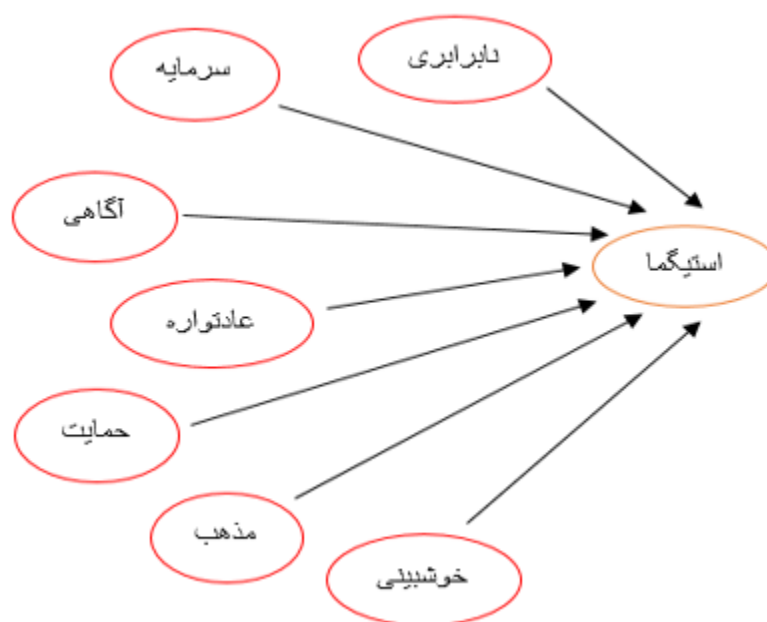 نابرابری
سرمایه
آگاهی
استیگما
عادتواره
حمایت
مذهب
خوشبینی